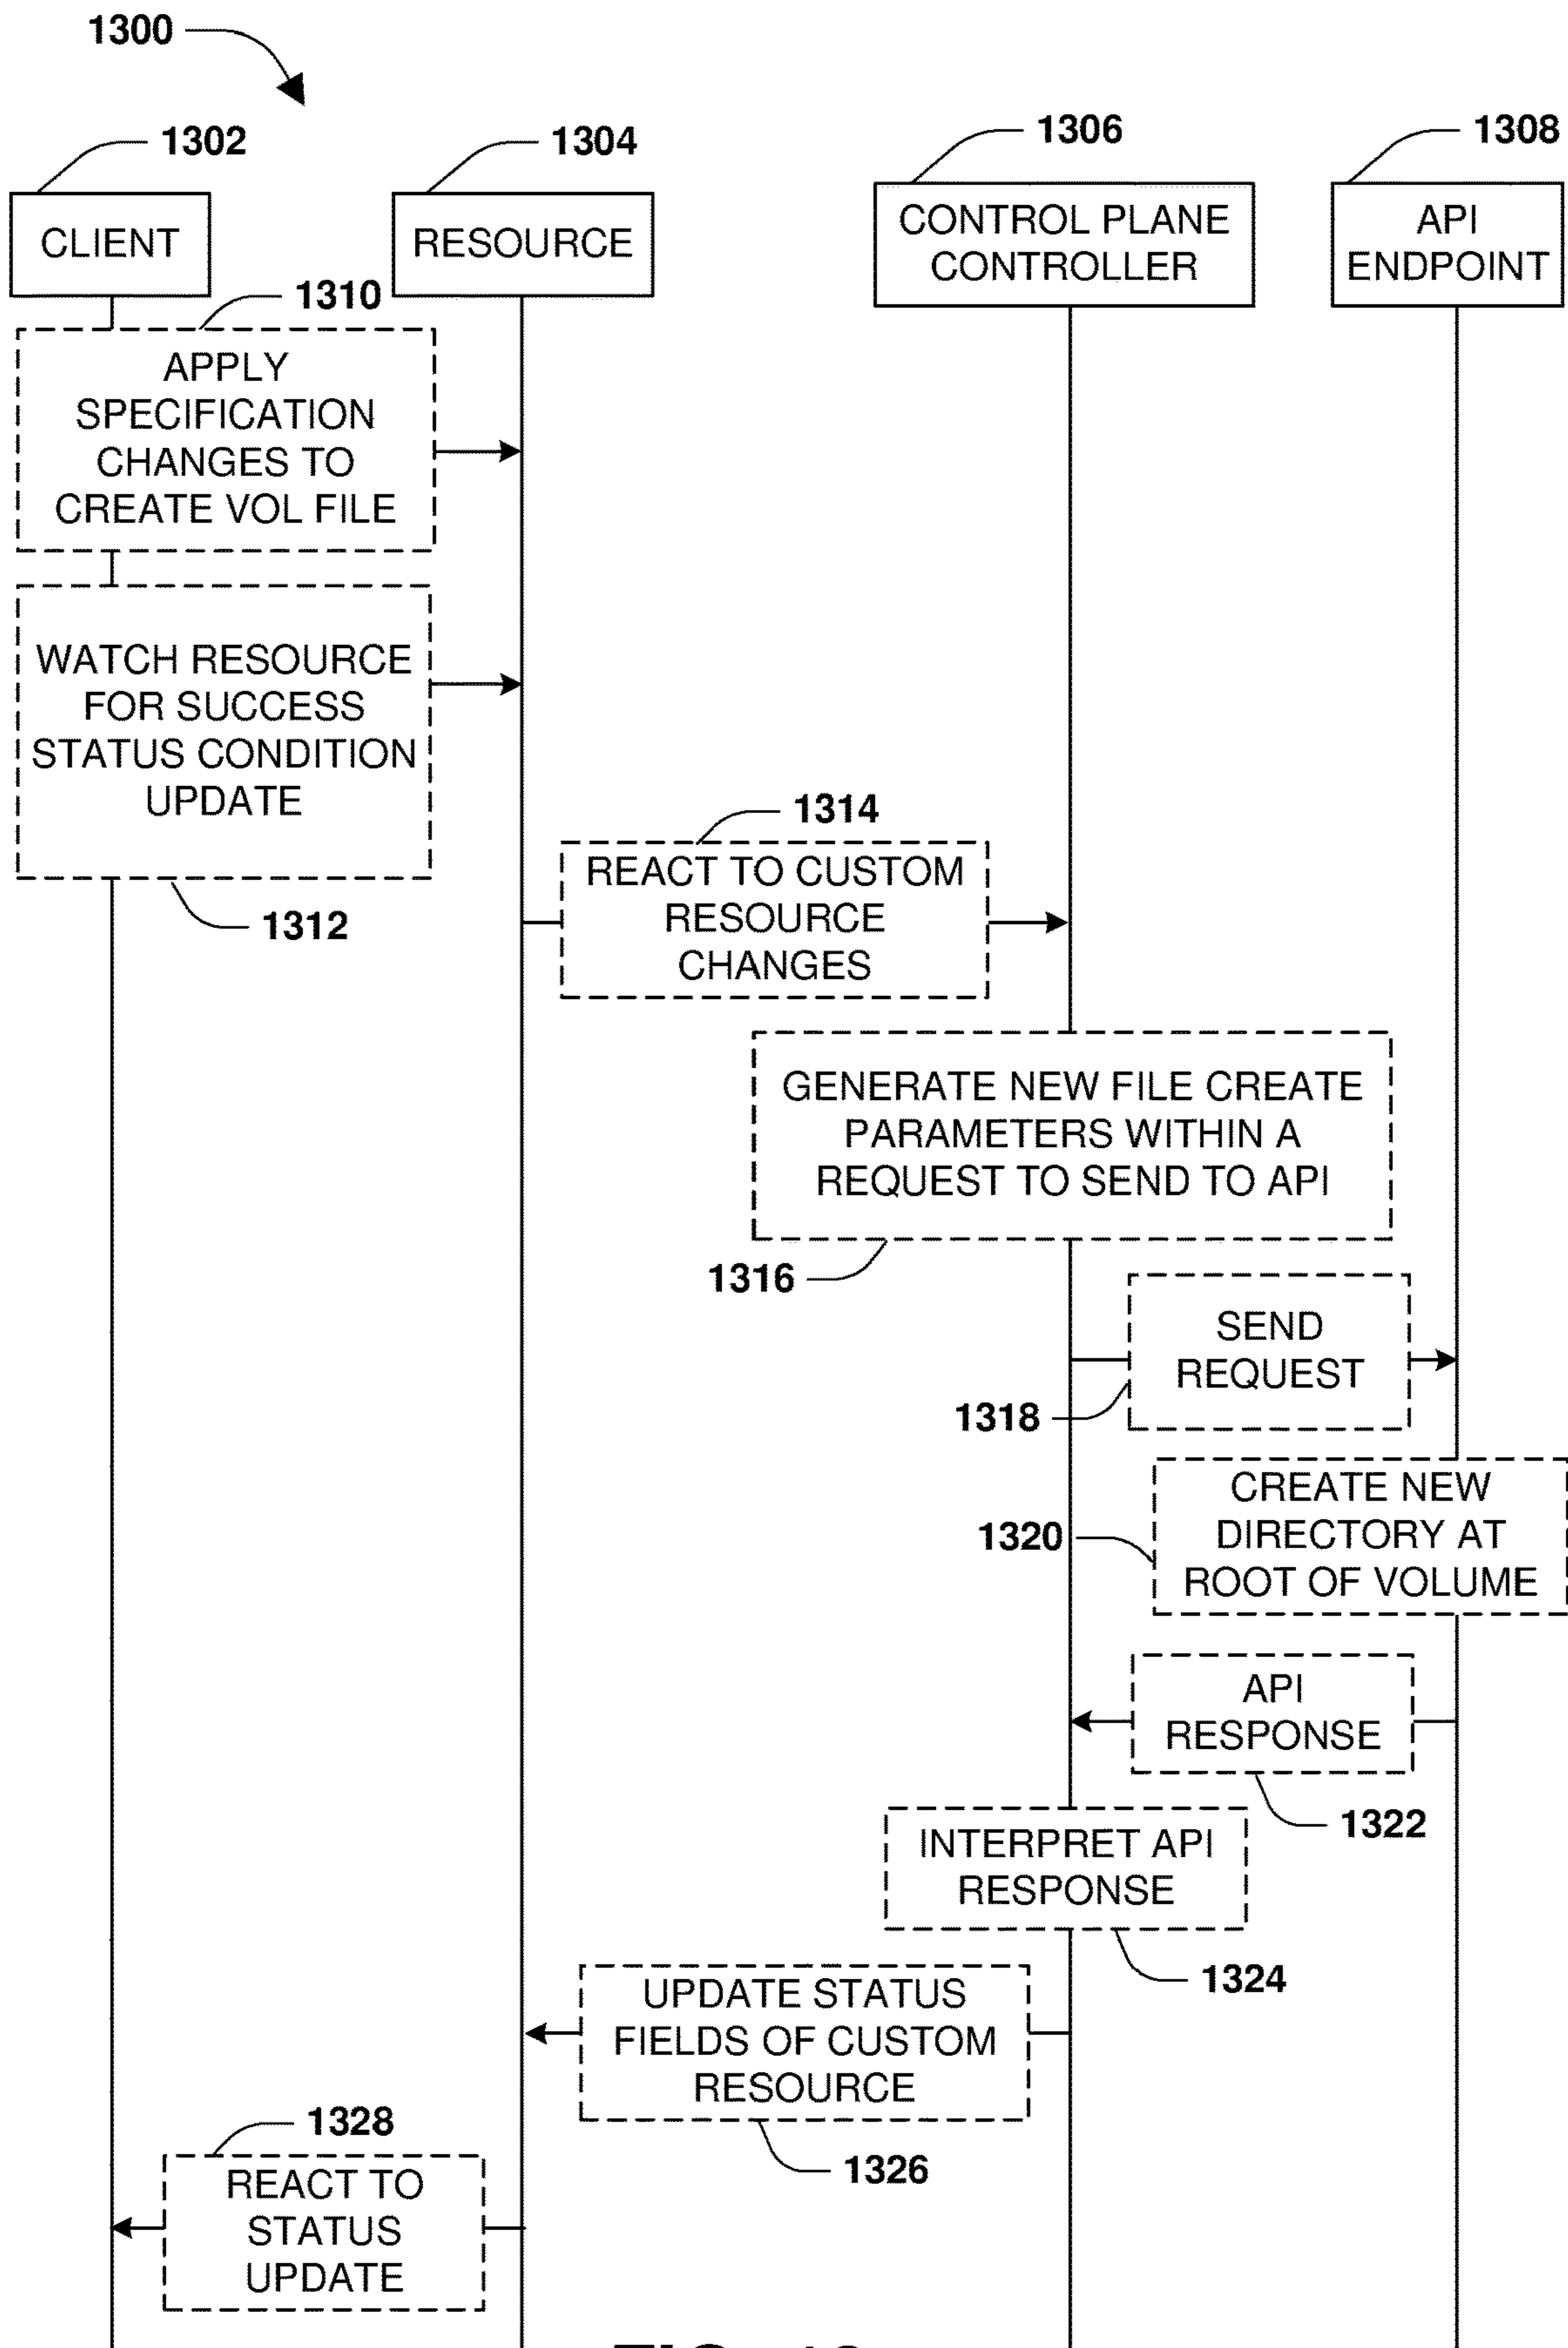 1300
1302
1304
1306
1308
CLIENT
RESOURCE
CONTROL PLANE
CONTROLLER
API
ENDPOINT
1310
APPLY
SPECIFICATION
CHANGES TO
CREATE VOL FILE
WATCH RESOURCE
FOR SUCCESS
STATUS CONDITION
UPDATE
1312
1314
REACT TO CUSTOM
RESOURCE
CHANGES
GENERATE NEW FILE CREATE
PARAMETERS WITHIN A
REQUEST TO SEND TO API
1316
SEND
REQUEST
1318
CREATE NEW
DIRECTORY AT
ROOT OF VOLUME
1320
API
RESPONSE
1322
INTERPRET API
RESPONSE
1324
UPDATE STATUS
FIELDS OF CUSTOM
RESOURCE
1326
1328
REACT TO
STATUS
UPDATE